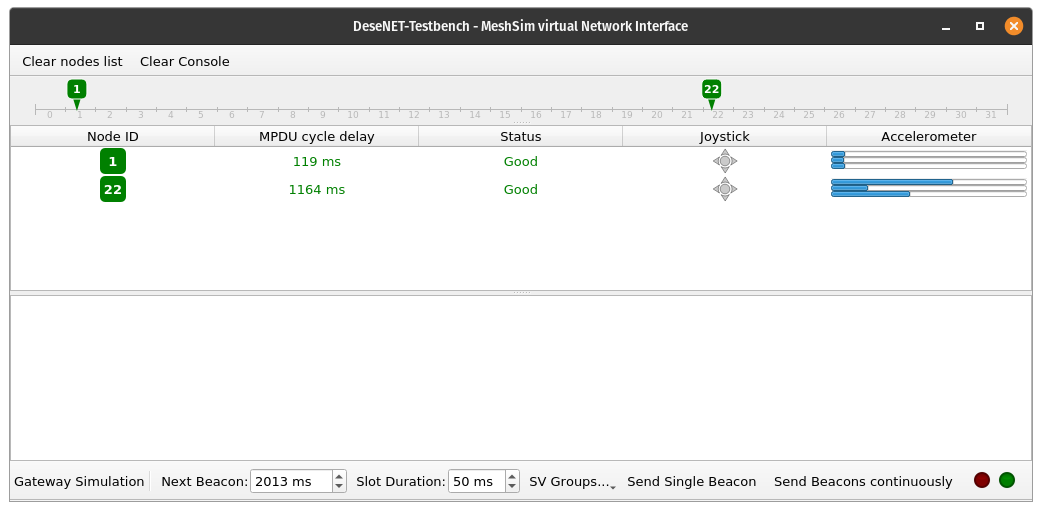 DeseNET-Testbench - MeshSim virtual Network Interface
Clear nodes list Clear Console
1 22
0 1 2 3 4 5 6 7 8 9 10 11 12 13 14 15 16 17 18 19 20 21 22 23 24 25 26 27 28 29 30 31
Node ID MPDU cycle delay Status Joystick Accelerometer
1 119 ms Good
22 1164 ms Good
Gateway Simulation Next Beacon: 2013 ms Slot Duration: 50 ms SV Groups... Send Single Beacon Send Beacons continuously